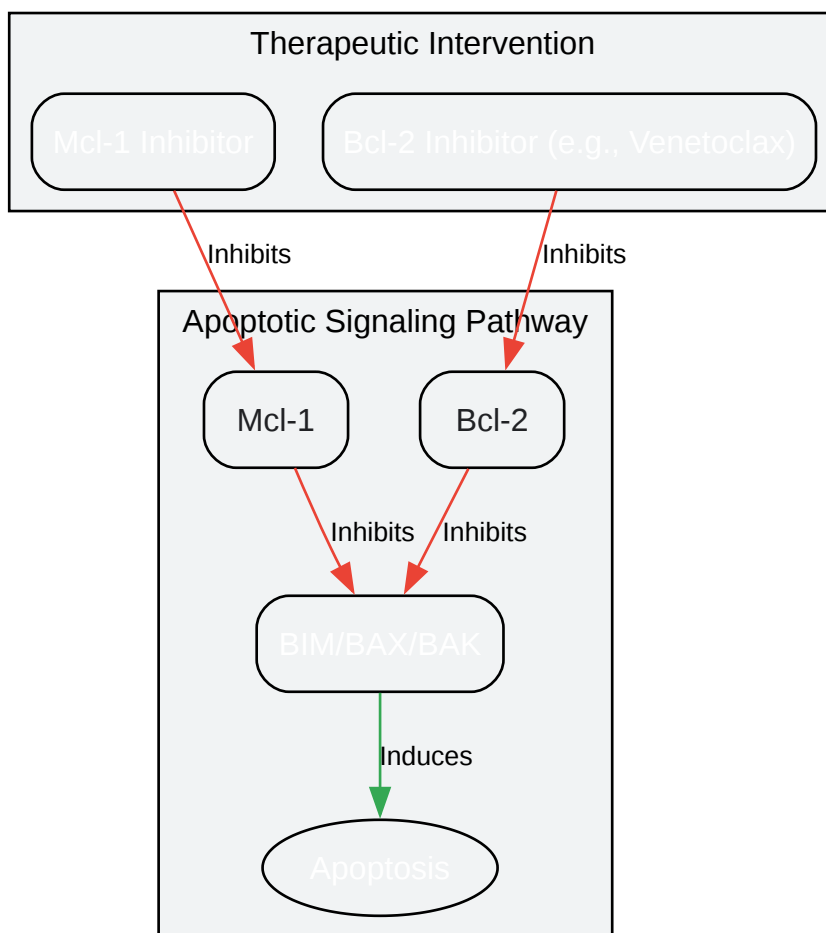 Therapeutic Intervention
Mcl-1 Inhibitor
Bcl-2 Inhibitor (e.g., Venetoclax)
Inhibits
Inhibits
Apoptotic Signaling Pathway
Mcl-1
Bcl-2
Inhibits
Inhibits
BIM/BAX/BAK
Induces
Apoptosis